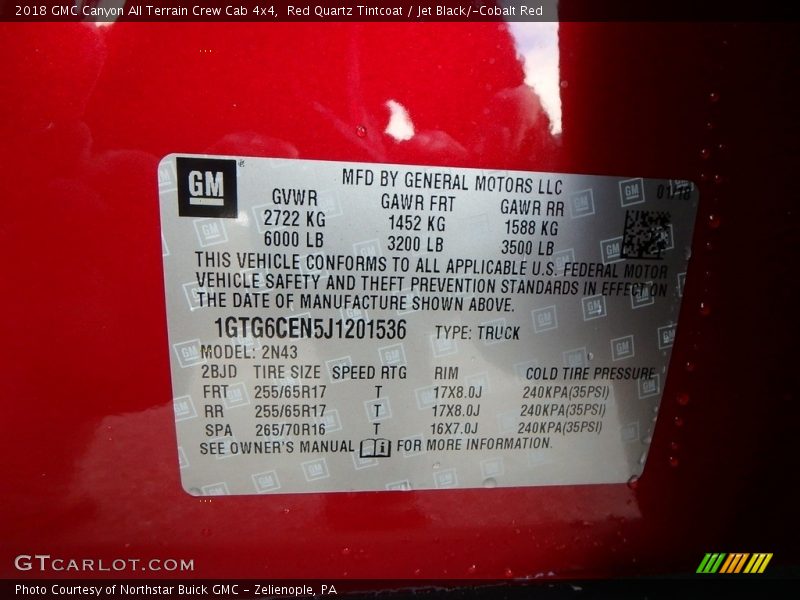 2018 GMC Canyon All Terrain Crew Cab 4x4, Red Quartz Tintcoat / Jet Black/-Cobalt Red
GM
MFD BY GENERAL MOTORS LLC
01/18
GVWR GAWR FRT GAWR RR
2722 KG 1452 KG 1588 KG
6000 LB 3200 LB 3500 LB
THIS VEHICLE CONFORMS TO ALL APPLICABLE U.S. FEDERAL MOTOR
VEHICLE SAFETY AND THEFT PREVENTION STANDARDS IN EFFECT ON
THE DATE OF MANUFACTURE SHOWN ABOVE.
1GTG6CEN5J1201536 TYPE: TRUCK
MODEL: 2N43
2BJD TIRE SIZE SPEED RTG RIM COLD TIRE PRESSURE
FRT 255/65R17 T 17X8.0J 240KPA(35PSI)
RR 255/65R17 T 17X8.0J 240KPA(35PSI)
SPA 265/70R16 T 16X7.0J 240KPA(35PSI)
SEE OWNER'S MANUAL i FOR MORE INFORMATION.
GTCARLOT.COM
Photo Courtesy of Northstar Buick GMC - Zelienople, PA